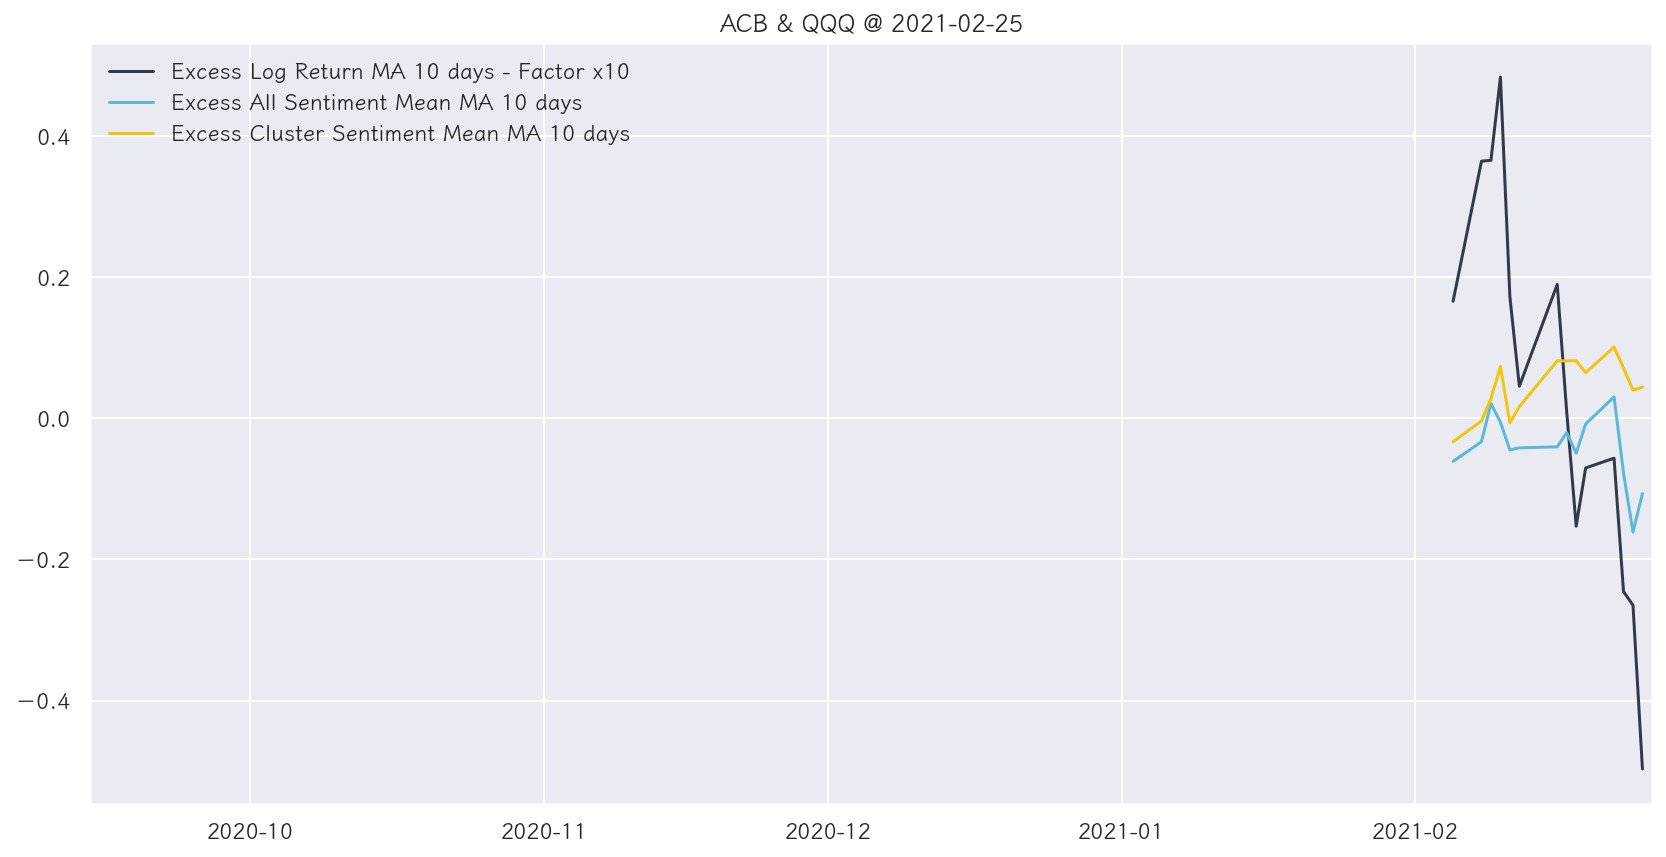 ACB & QQQ @ 2021-02-25
Excess Log Return MA 10 days - Factor x10
Excess All Sentiment Mean MA 10 days
Excess Cluster Sentiment Mean MA 10 days
0.4
0.2
0.0
−0.2
−0.4
2020-10 2020-11 2020-12 2021-01 2021-02